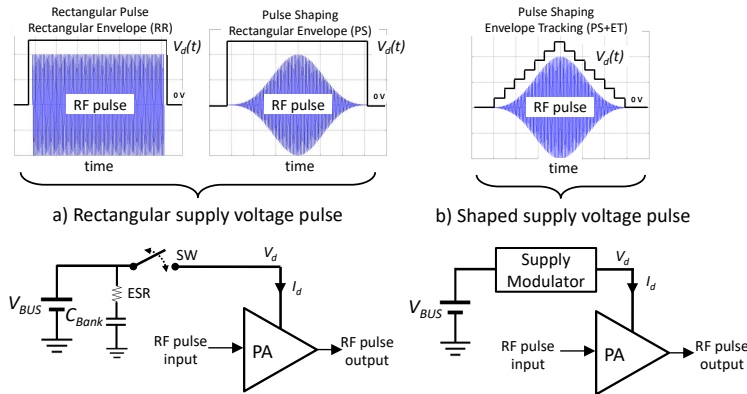 Rectangular Pulse
Rectangular Envelope (RR)
V_d(t)
RF pulse
0 V
time
Pulse Shaping
Rectangular Envelope (PS)
V_d(t)
RF pulse
0 V
time
Pulse Shaping
Envelope Tracking (PS+ET)
V_d(t)
RF pulse
0 V
time
a) Rectangular supply voltage pulse
b) Shaped supply voltage pulse
SW
V_d
ESR
I_d
V_BUS
C_Bank
RF pulse
input
PA
RF pulse
output
Supply
Modulator
V_d
I_d
V_BUS
RF pulse
input
PA
RF pulse
output